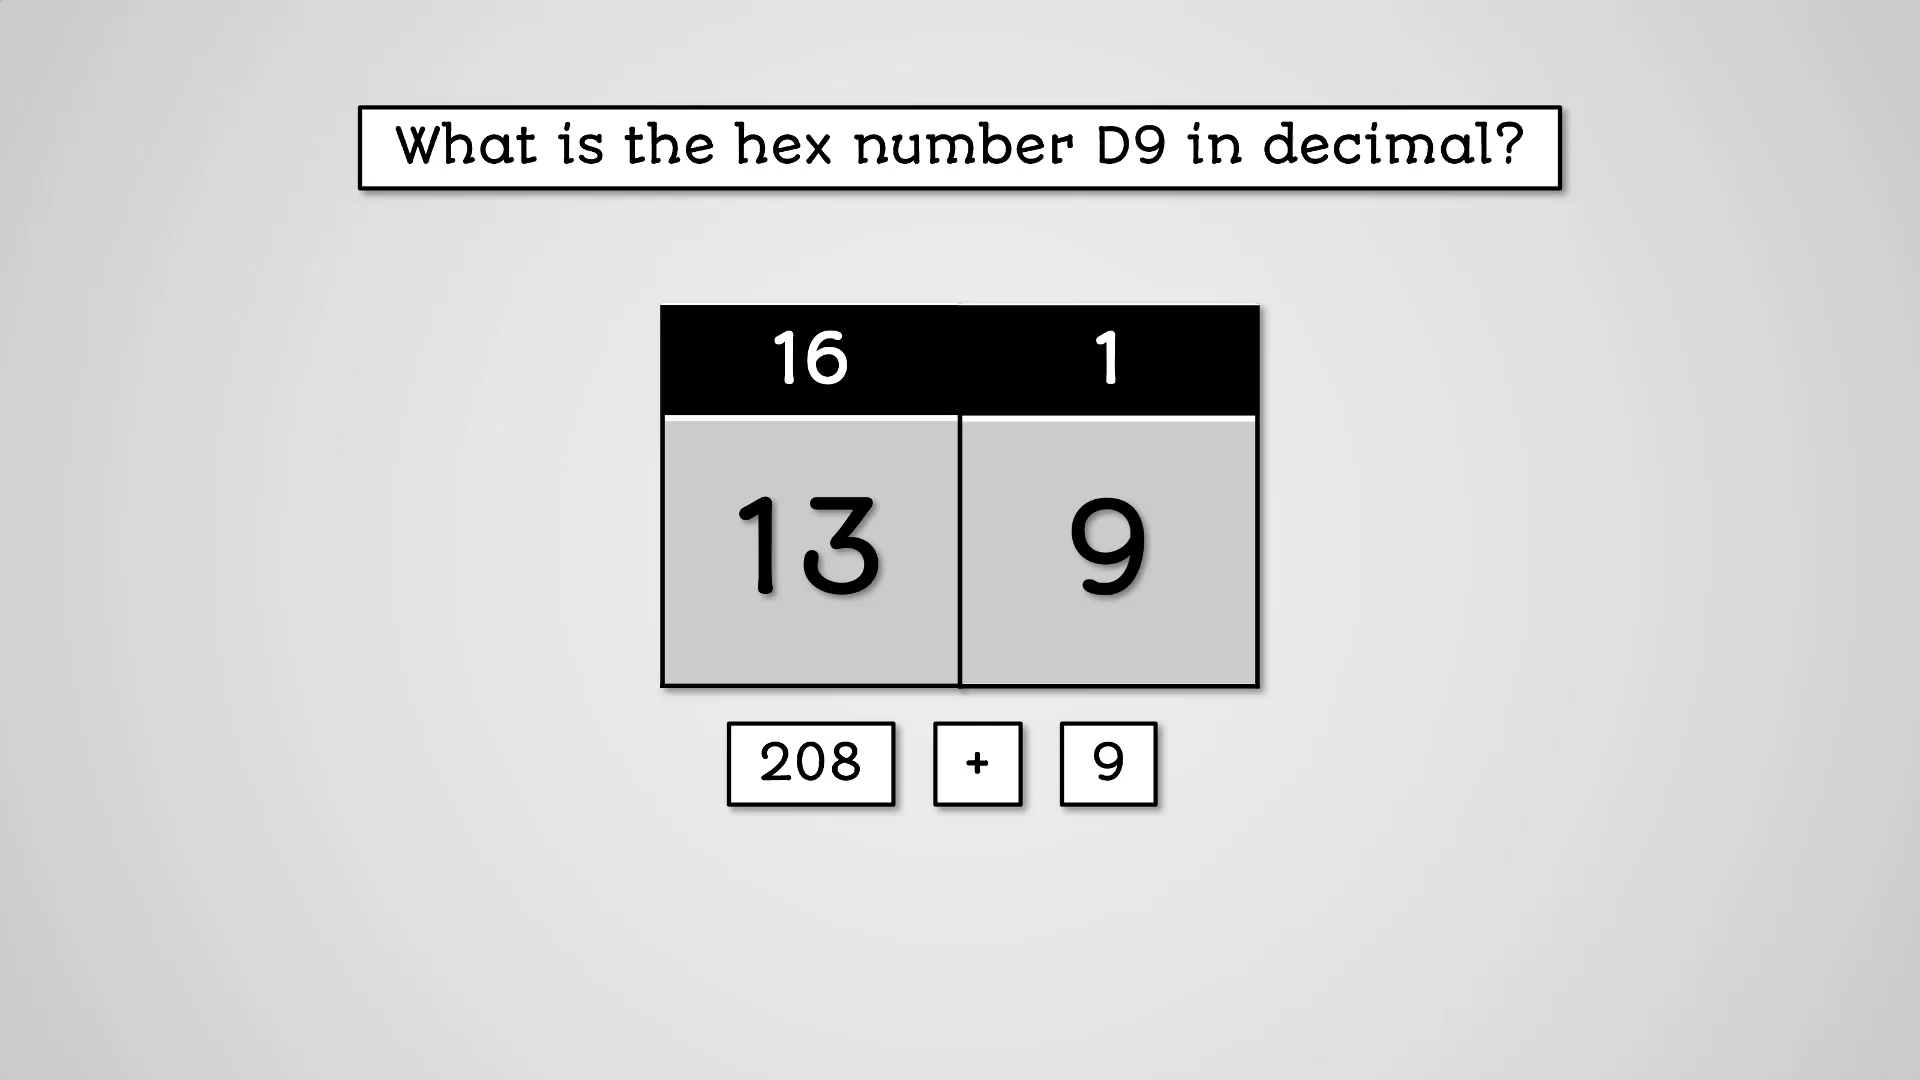 What is the hex number D9 in decimal?
16 1
13 9
208 + 9